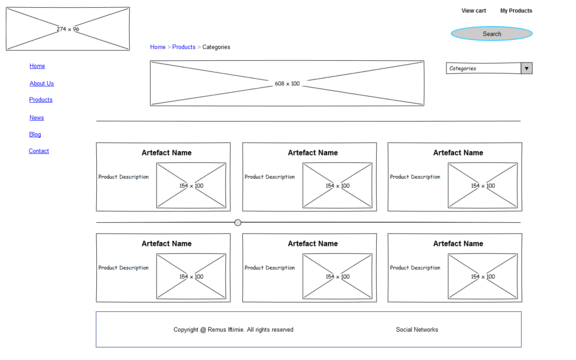 View cart My Products
274 x 96
Search
Home > Products > Categories
Home
Categories
About Us
608 x 100
Products
News
Blog
Contact
Artefact Name Artefact Name Artefact Name
Product Description 154 x 100 Product Description 154 x 100 Product Description 154 x 100
Artefact Name Artefact Name Artefact Name
Product Description 154 x 100 Product Description 154 x 100 Product Description 154 x 100
Copyright @ Remus Iftimie. All rights reserved Social Networks